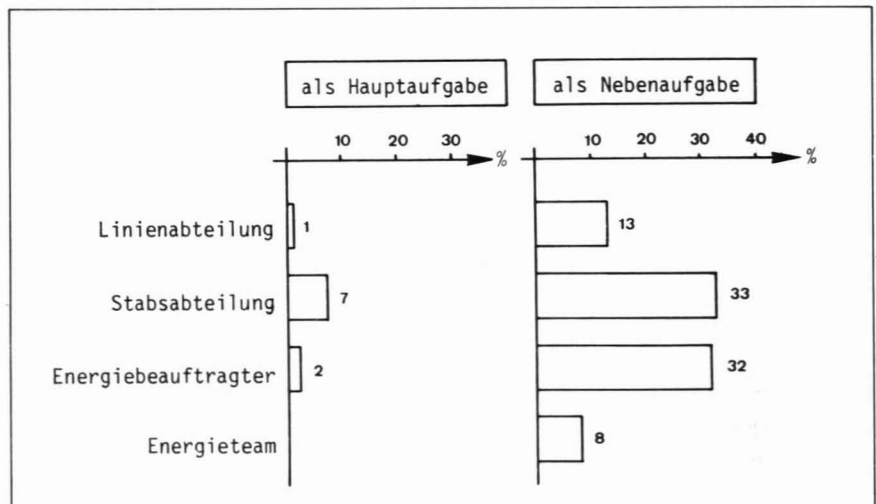 als Hauptaufgabe als Nebenaufgabe
10 20 30 % 10 20 30 40 %
Linienabteilung 1 13
Stabsabteilung 7 33
Energiebeauftragter 2 32
Energieteam 8